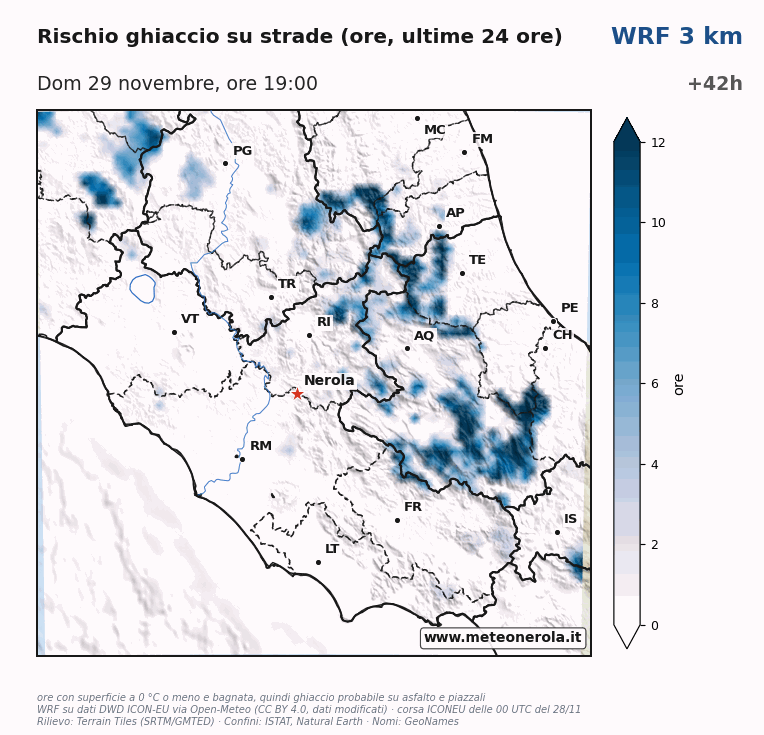 Rischio ghiaccio su strade (ore, ultime 24 ore)
WRF 3 km
Dom 29 novembre, ore 19:00
+42h
MC
FM
PG
AP
TE
TR
PE
VT
RI
AQ
CH
Nerola
RM
FR
IS
LT
www.meteonerola.it
12
10
8
6
4
2
0
ore
ore con superficie a 0 °C o meno e bagnata, quindi ghiaccio probabile su asfalto e piazzali
WRF su dati DWD ICON-EU via Open-Meteo (CC BY 4.0, dati modificati) · corsa ICONEU delle 00 UTC del 28/11
Rilievo: Terrain Tiles (SRTM/GMTED) · Confini: ISTAT, Natural Earth · Nomi: GeoNames